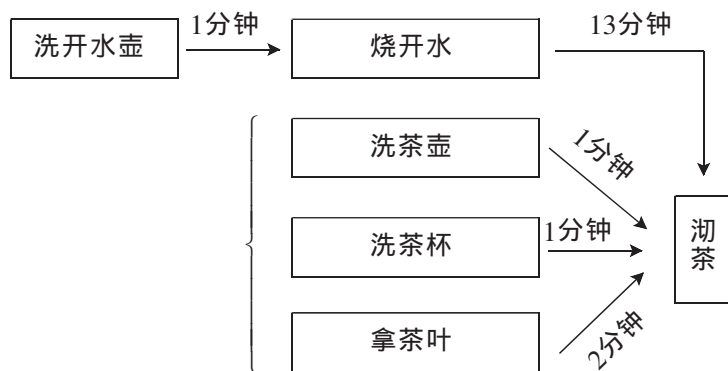 洗开水壶
1分钟
烧开水
13分钟
洗茶壶
1分钟
洗茶杯
1分钟
沏茶
拿茶叶
2分钟